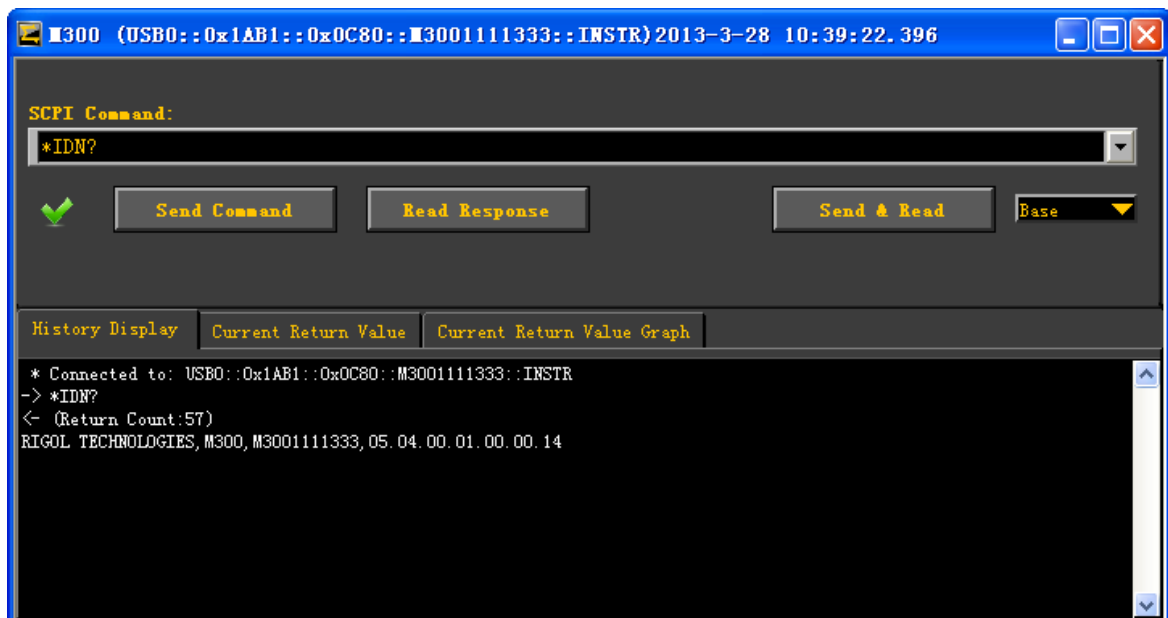 M300 (USB0::0x1AB1::0x0C80::M3001111333::INSTR)2013-3-28 10:39:22.396
SCPI Command:
*IDN?
Send Command
Read Response
Send & Read
Base
History Display
Current Return Value
Current Return Value Graph
* Connected to: USB0::0x1AB1::0x0C80::M3001111333::INSTR
-> *IDN?
<- (Return Count:57)
RIGOL TECHNOLOGIES,M300,M3001111333,05.04.00.01.00.00.14